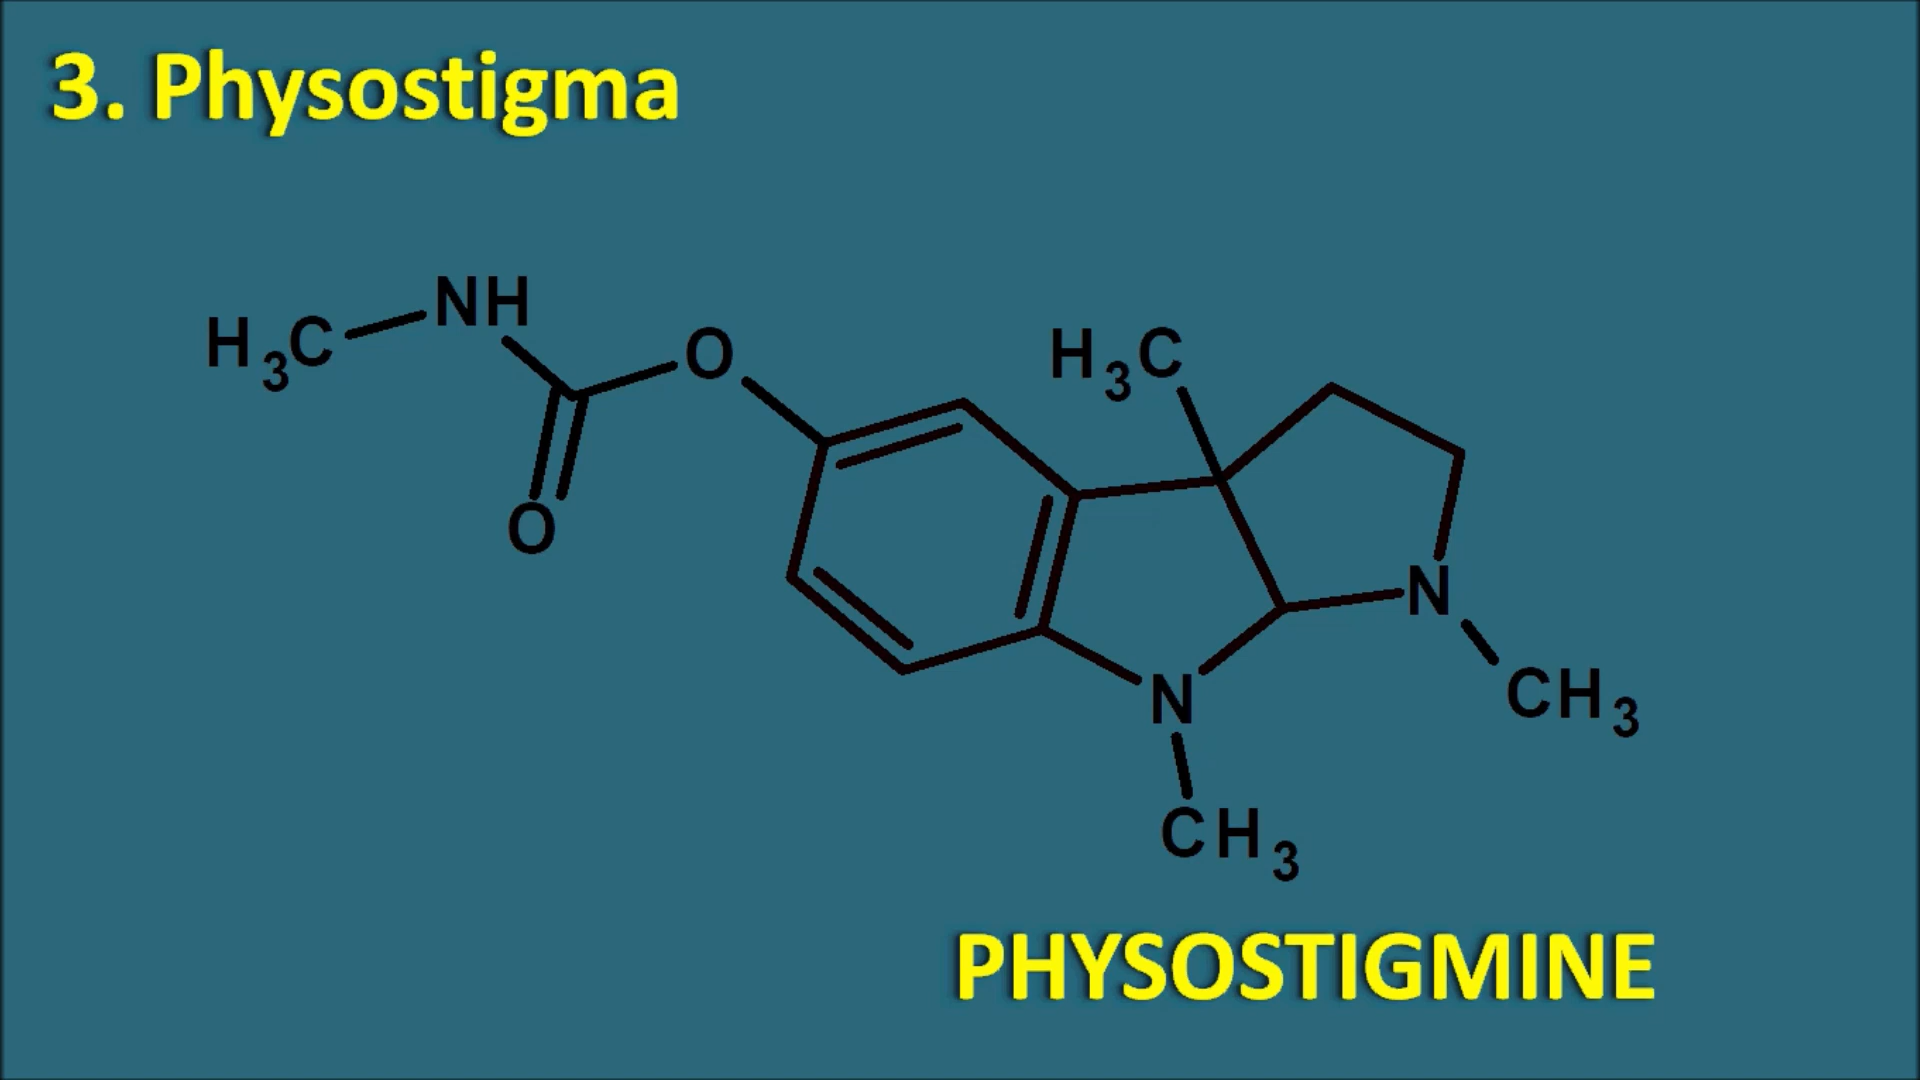 3. Physostigma
H3C
NH
O
O
H3C
N
N
CH3
CH3
PHYSOSTIGMINE